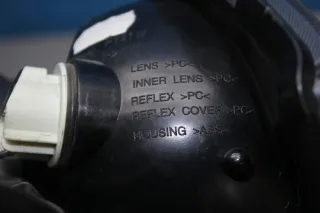 LENS >PC<
INNER LENS >PC<
REFLEX >PC<
REFLEX COVER >PC<
HOUSING >ABS<